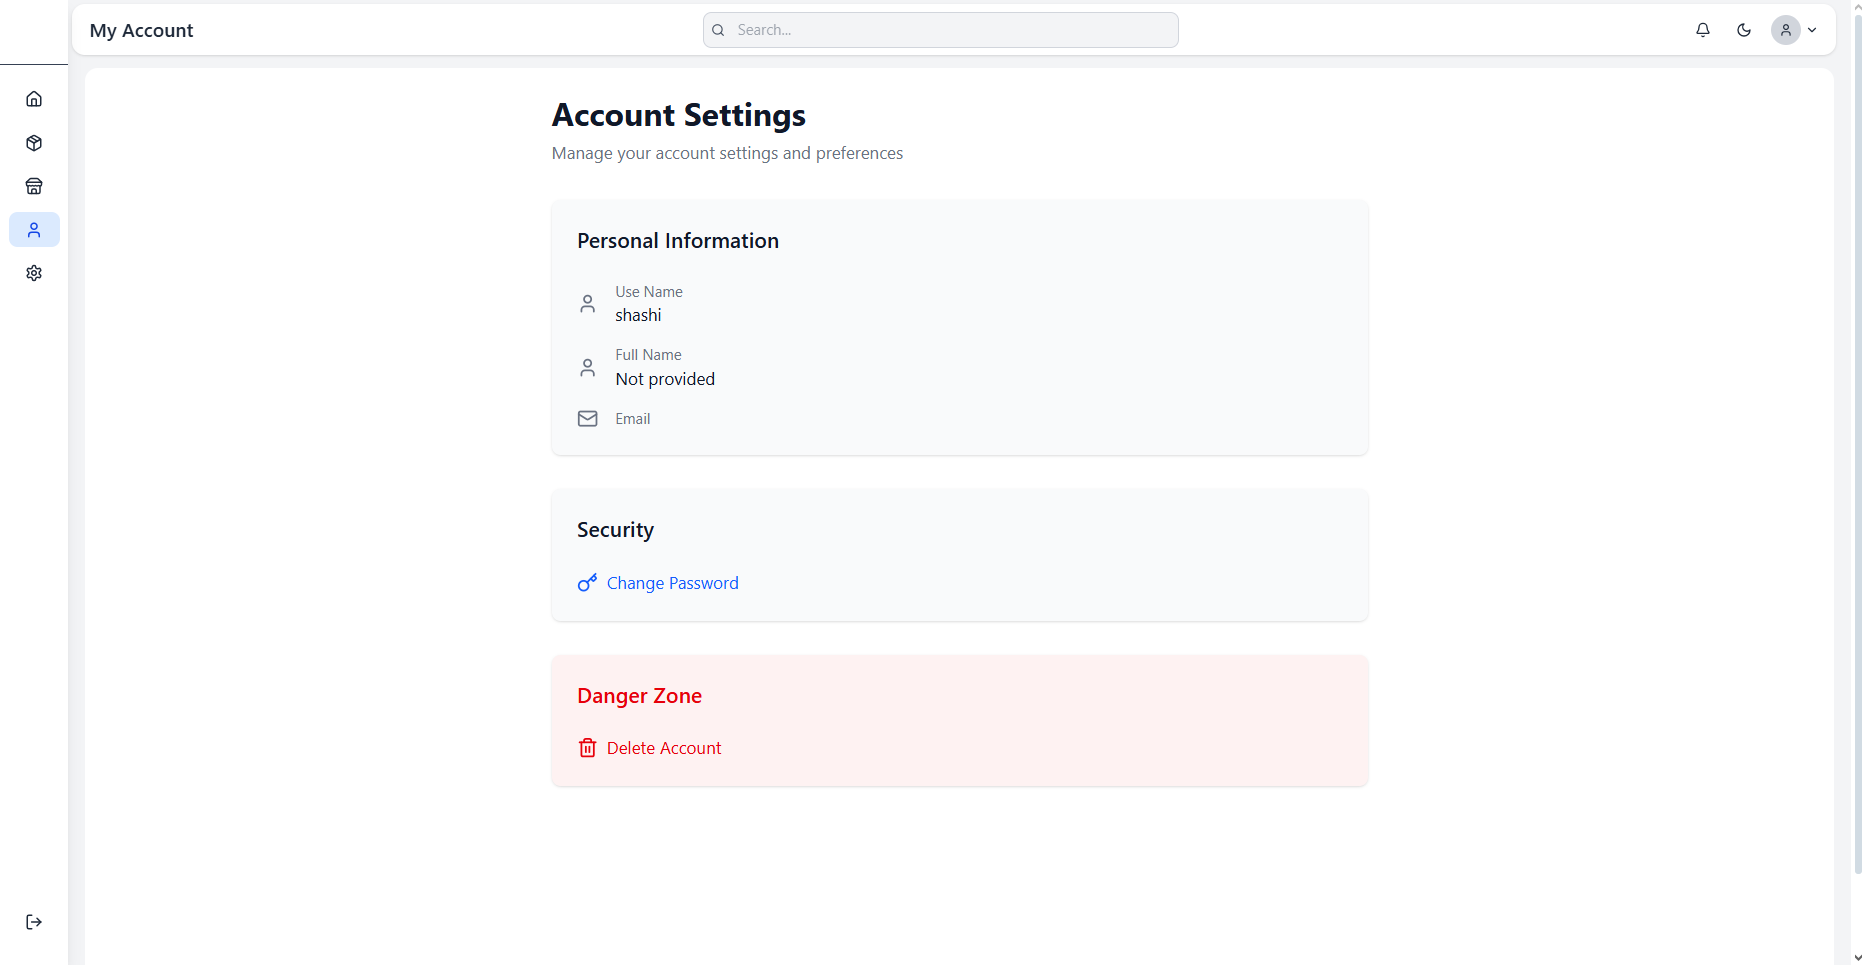 My Account
Search...
Account Settings
Manage your account settings and preferences
Personal Information
Use Name
shashi
Full Name
Not provided
Email
Security
Change Password
Danger Zone
Delete Account